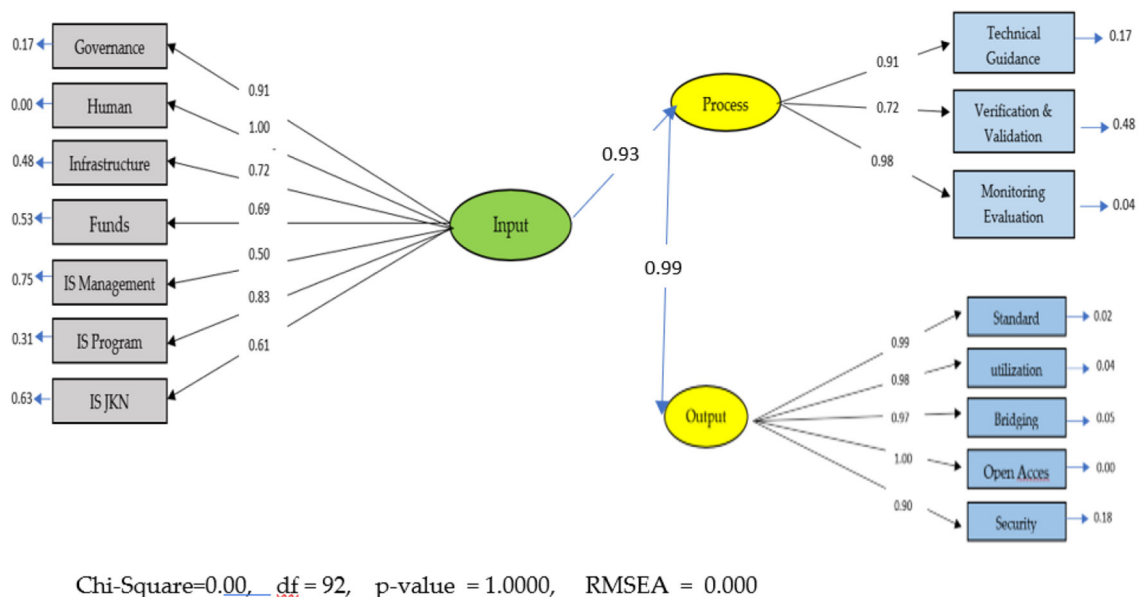 0.17
Governance
0.91
0.00
Human
1.00
0.48
Infrastructure
0.72
0.53
Funds
0.69
0.75
IS Management
0.50
0.31
IS Program
0.83
0.63
IS JKN
0.61
Input
0.93
Process
0.99
Output
0.91
Technical
Guidance
0.17
0.72
Verification &
Validation
0.48
0.98
Monitoring
Evaluation
0.04
0.99
Standard
0.02
0.98
utilization
0.04
0.97
Bridging
0.05
1.00
Open Acces
0.00
0.90
Security
0.18
Chi-Square=0.00, df = 92, p-value = 1.0000, RMSEA = 0.000